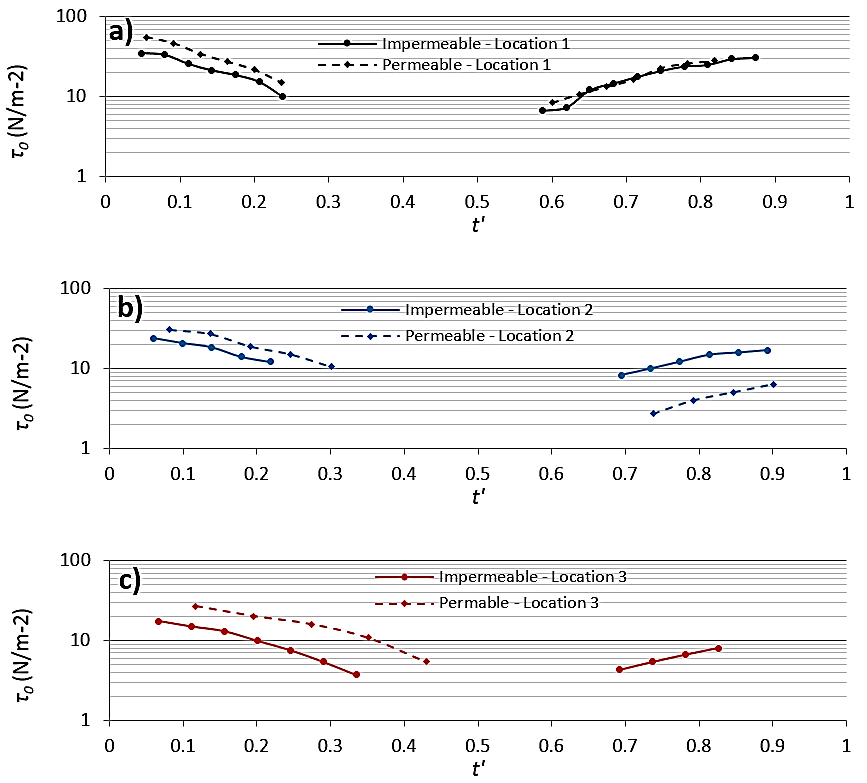 100
a)
Impermeable - Location 1
Permeable - Location 1
10
τo (N/m-2)
1
0 0.1 0.2 0.3 0.4 0.5 0.6 0.7 0.8 0.9 1
t'
100
b)
Impermeable - Location 2
Permeable - Location 2
10
τo (N/m-2)
1
0 0.1 0.2 0.3 0.4 0.5 0.6 0.7 0.8 0.9 1
t'
100
c)
Impermeable - Location 3
Permable - Location 3
10
τo (N/m-2)
1
0 0.1 0.2 0.3 0.4 0.5 0.6 0.7 0.8 0.9 1
t'